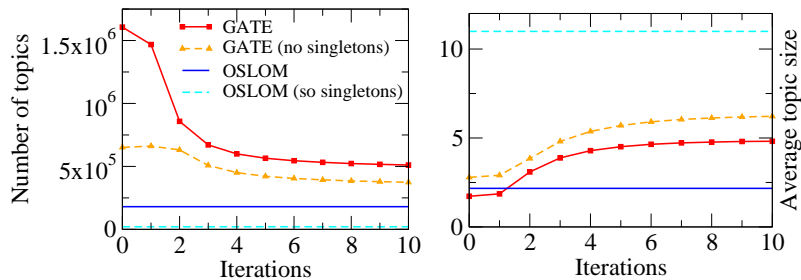 Number of topics
1.5x10^6
10^6
5x10^5
0
0 2 4 6 8 10
Iterations
GATE
GATE (no singletons)
OSLOM
OSLOM (so singletons)
10
5
0
0 2 4 6 8 10
Iterations
Average topic size